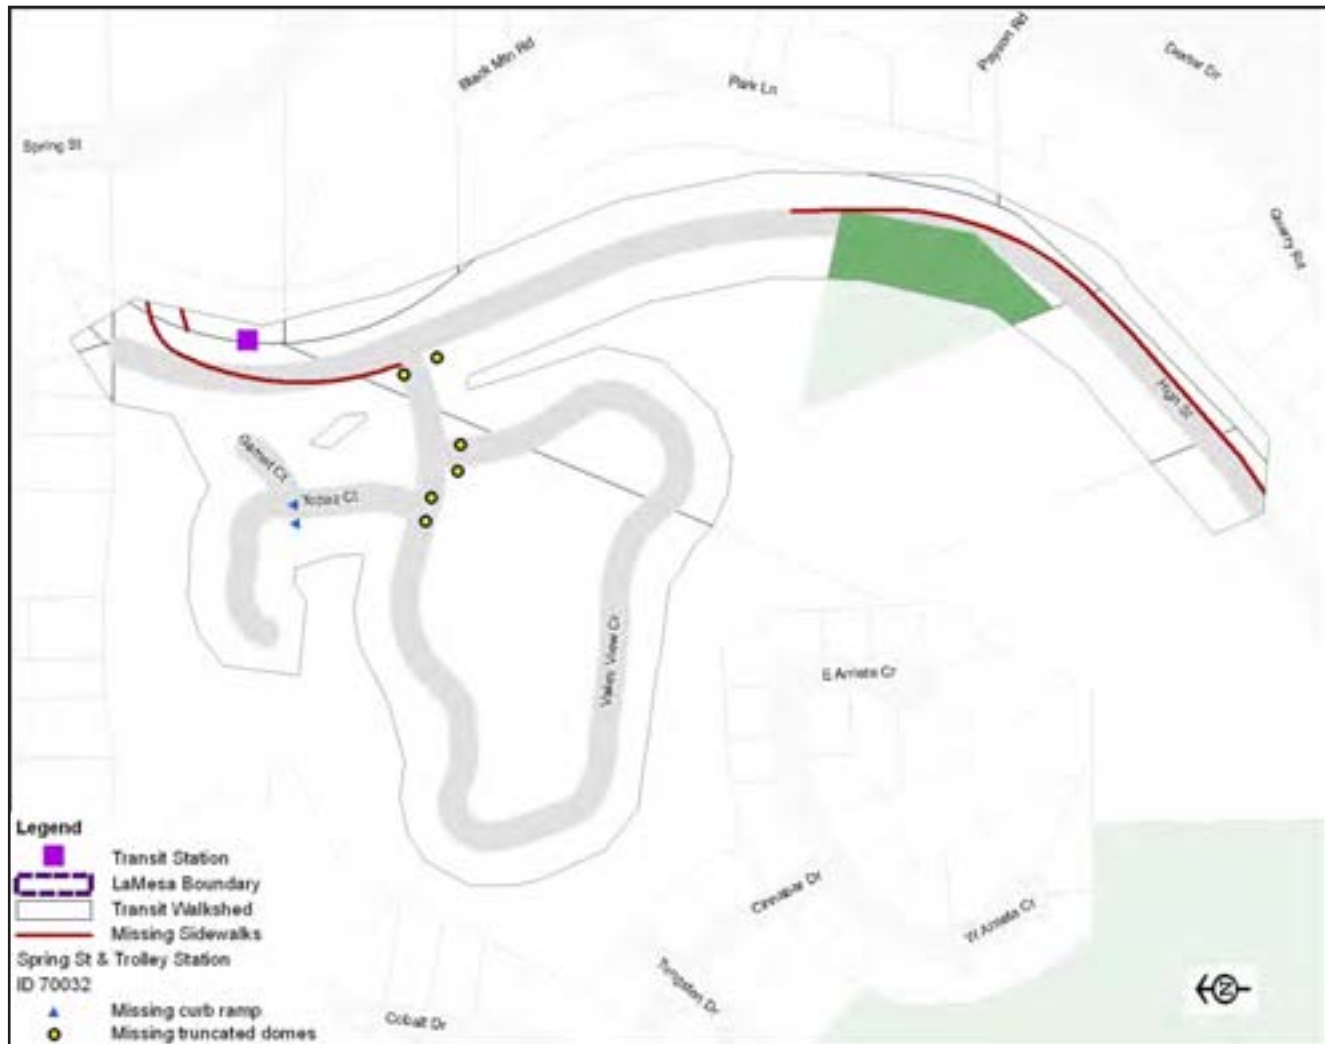 Black Mtn Rd
Payson Rd
Dexter Dr
Park Ln
Spring St
Quarry Rd
High St
Garnet Ct
Topaz Ct
Valley View Cr
E Arrieta Cr
Cinnabar Dr
W Arrieta Cr
Tungsten Dr
Cobalt Dr
N
Legend
Transit Station
LaMesa Boundary
Transit Walkshed
Missing Sidewalks
Spring St & Trolley Station
ID 70032
Missing curb ramp
Missing truncated domes